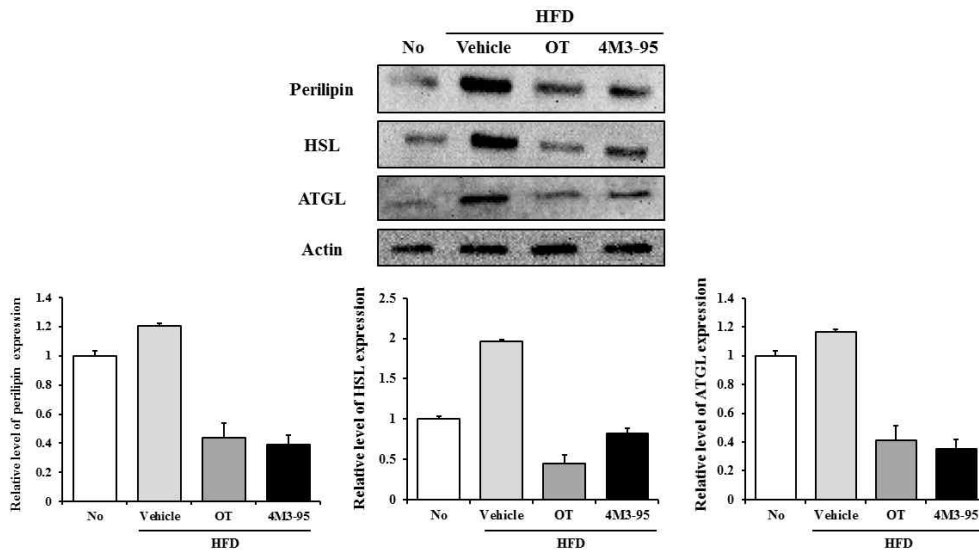 HFD
No Vehicle OT 4M3-95
Perilipin
HSL
ATGL
Actin
Relative level of perilipin expression
1.4
1.2
1
0.8
0.6
0.4
0.2
0
No Vehicle OT 4M3-95
HFD
Relative level of HSL expression
2.5
2
1.5
1
0.5
0
No Vehicle OT 4M3-95
HFD
Relative level of ATGL expression
1.4
1.2
1
0.8
0.6
0.4
0.2
0
No Vehicle OT 4M3-95
HFD